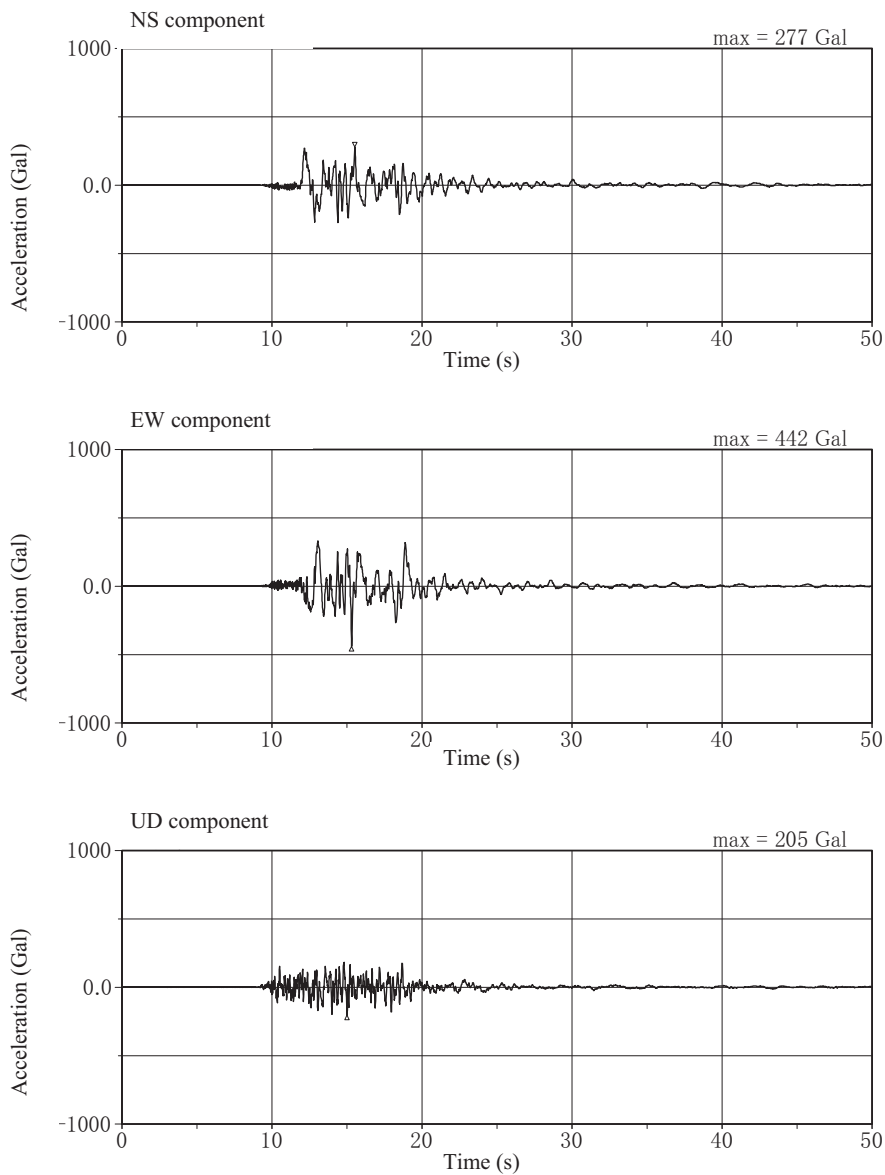 NS component
max = 277 Gal
1000
0.0
-1000
Acceleration (Gal)
0 10 20 30 40 50
Time (s)
EW component
max = 442 Gal
1000
0.0
-1000
Acceleration (Gal)
0 10 20 30 40 50
Time (s)
UD component
max = 205 Gal
1000
0.0
-1000
Acceleration (Gal)
0 10 20 30 40 50
Time (s)